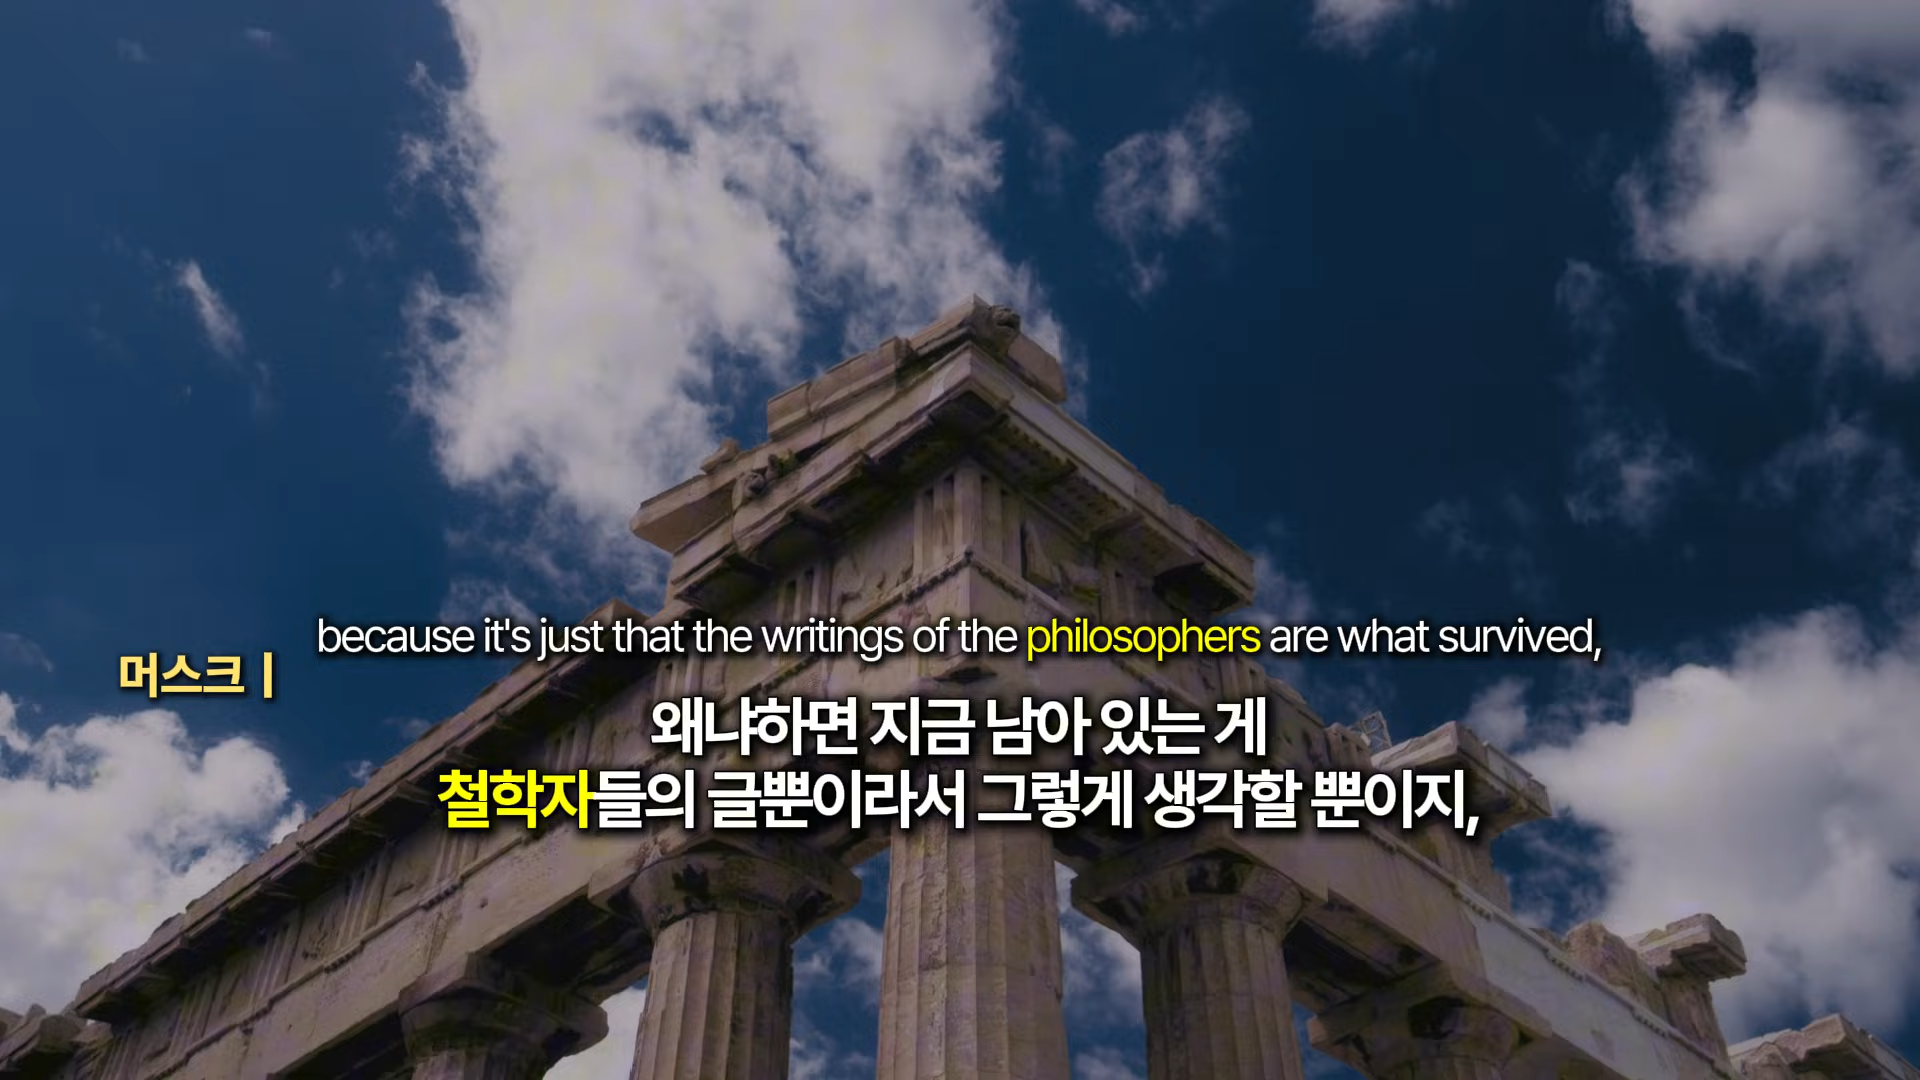 because it's just that the writings of the philosophers are what survived,
머스크 |
왜냐하면 지금 남아 있는 게
철학자들의 글뿐이라서 그렇게 생각할 뿐이지,